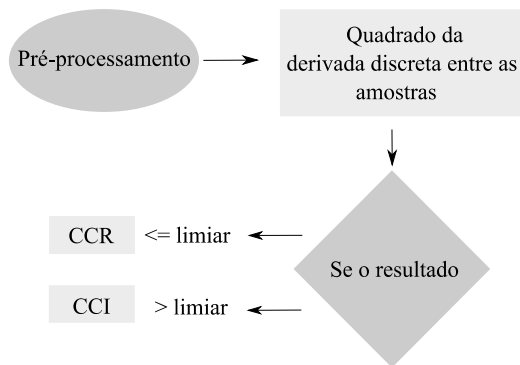 Pré-processamento
Quadrado da
derivada discreta entre as
amostras
Se o resultado
CCR <= limiar
CCI > limiar